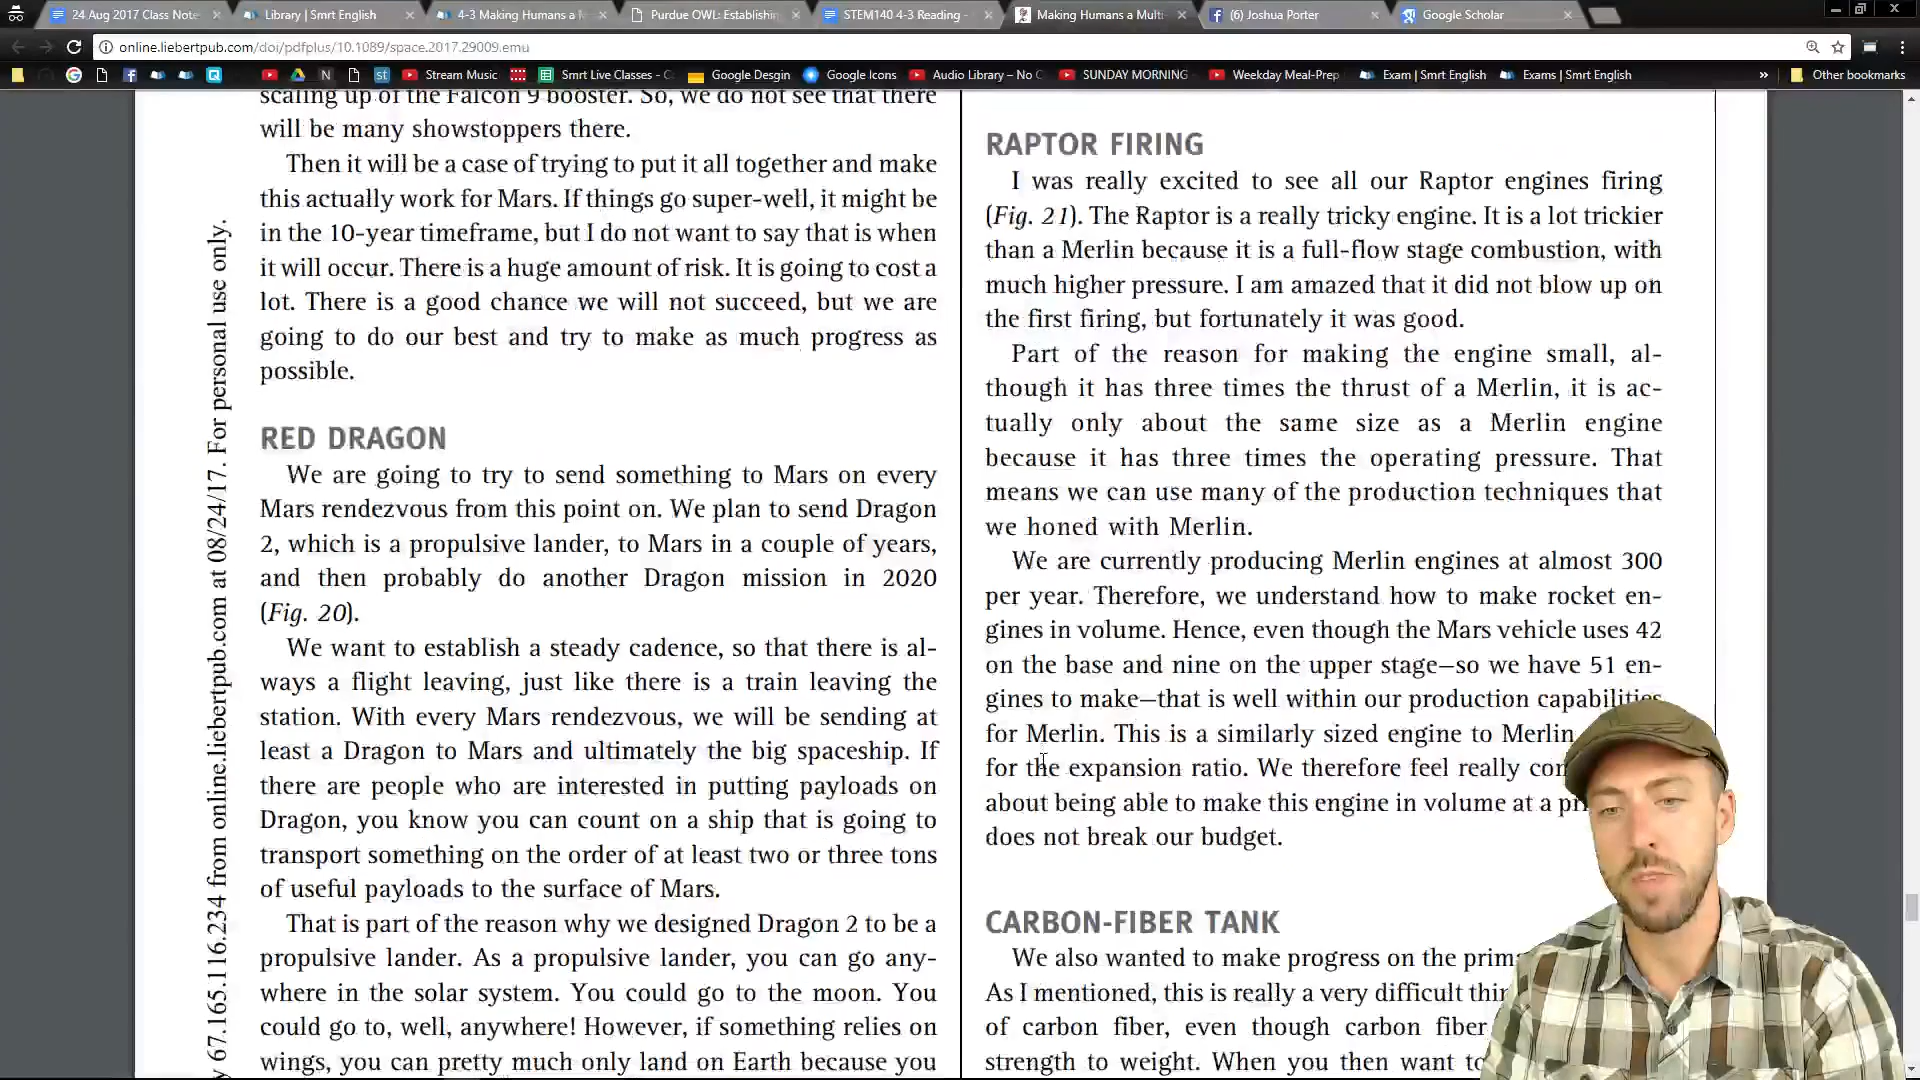 24 Aug 2017 Class Note
Library | Smrt English
4-3 Making Humans a M
Purdue OWL: Establishin
STEM140 4-3 Reading -
Making Humans a Mult
(6) Joshua Porter
Google Scholar
online.liebertpub.com/doi/pdfplus/10.1089/space.2017.29009.emu
Stream Music
Smrt Live Classes - C
Google Desgin
Google Icons
Audio Library – No C
SUNDAY MORNING
Weekday Meal-Prep
Exam | Smrt English
Exams | Smrt English
»
Other bookmarks
y 67.165.116.234 from online.liebertpub.com at 08/24/17. For personal use only.
scaling up of the Falcon 9 booster. So, we do not see that there
will be many showstoppers there.
Then it will be a case of trying to put it all together and make
this actually work for Mars. If things go super-well, it might be
in the 10-year timeframe, but I do not want to say that is when
it will occur. There is a huge amount of risk. It is going to cost a
lot. There is a good chance we will not succeed, but we are
going to do our best and try to make as much progress as
possible.
RED DRAGON
We are going to try to send something to Mars on every
Mars rendezvous from this point on. We plan to send Dragon
2, which is a propulsive lander, to Mars in a couple of years,
and then probably do another Dragon mission in 2020
(Fig. 20).
We want to establish a steady cadence, so that there is al-
ways a flight leaving, just like there is a train leaving the
station. With every Mars rendezvous, we will be sending at
least a Dragon to Mars and ultimately the big spaceship. If
there are people who are interested in putting payloads on
Dragon, you know you can count on a ship that is going to
transport something on the order of at least two or three tons
of useful payloads to the surface of Mars.
That is part of the reason why we designed Dragon 2 to be a
propulsive lander. As a propulsive lander, you can go any-
where in the solar system. You could go to the moon. You
could go to, well, anywhere! However, if something relies on
wings, you can pretty much only land on Earth because you
RAPTOR FIRING
I was really excited to see all our Raptor engines firing
(Fig. 21). The Raptor is a really tricky engine. It is a lot trickier
than a Merlin because it is a full-flow stage combustion, with
much higher pressure. I am amazed that it did not blow up on
the first firing, but fortunately it was good.
Part of the reason for making the engine small, al-
though it has three times the thrust of a Merlin, it is ac-
tually only about the same size as a Merlin engine
because it has three times the operating pressure. That
means we can use many of the production techniques that
we honed with Merlin.
We are currently producing Merlin engines at almost 300
per year. Therefore, we understand how to make rocket en-
gines in volume. Hence, even though the Mars vehicle uses 42
on the base and nine on the upper stage—so we have 51 en-
gines to make—that is well within our production capabilities
for Merlin. This is a similarly sized engine to Merlin
for the expansion ratio. We therefore feel really con
about being able to make this engine in volume at a pri
does not break our budget.
CARBON-FIBER TANK
We also wanted to make progress on the prim
As I mentioned, this is really a very difficult thin
of carbon fiber, even though carbon fiber
strength to weight. When you then want to